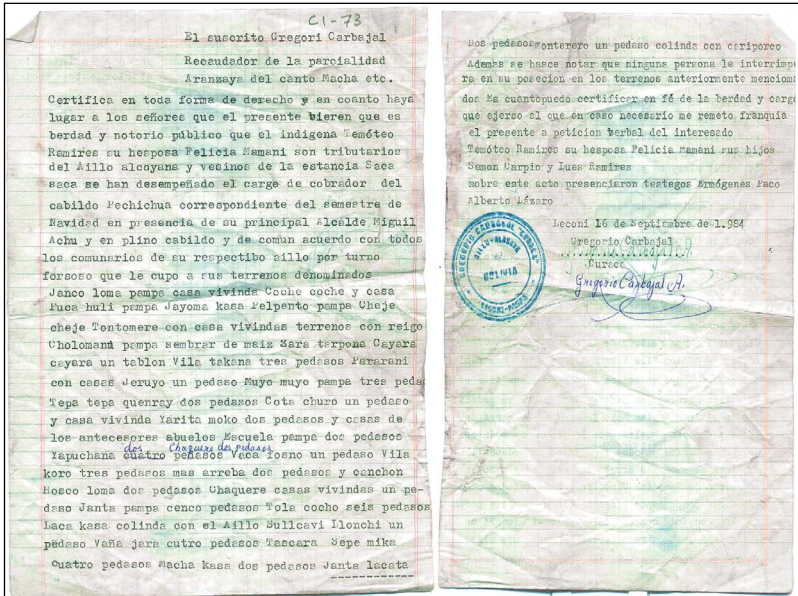 C1-73
El suscrito Gregori Carbajal
Recaudador de la parcialidad
Aranzaya del canto Macha etc.
Certifica en toda forma de derecho y en coanto haya
lugar a los señores que el presente bieren que es
berdad y notorio público que el indigena Temóteo
Ramires su hesposa Felicia Mamani son tributarios
del Aillo alcoyana y vesinos de la estancia Saca
saca se han desempeñado el cargo de cobrador del
cabildo Pechichua correspondente del semestre de
Navidad en presencia de su principal Alcalde Miguil
Achu y en plino cabildo y de comun acuerdo con todos
los comunarios de su respectibo aillo por turno
forsoso que le cupo a sus terrenos denominados
Janco loma pampa casa vivinda Coche coche y casa
Puca huli pampa Jayoma kasa Pelpento pampa Cheje
cheje Tentomere con casa vivindas terrenos con reigo
Cholomani pampa sembrar de maiz Sara tarpona Cayara
cayara un tablon Vila takana tres pedasos Pararani
con casas Jeruyo un pedaso Muyo muyo pampa tres peda
Tepa tepa quenray dos pedasos Cota churo un pedaso
y casa vivinda Yarita moko dos pedasos y casas de
los antecesores abuelos Escuela pampa dos pedasos
dos Chaquere dos pedasos
Yapuchana cuatro pedasos Vaca fosno un pedaso Vila
koro tres pedasos mas arreba dos pedasos y canchon
Rosco loma dos pedasos Chaquere casas vivindas un pe-
daso Janta pampa cenco pedasos Tola cocho seis pedasos
Laca kasa colinda con el Aillo Sullcavi Ilonchi un
pedaso Vaña jara cutro pedasos Tascara Sepe mika
cuatro pedasos Macha kasa dos pedasos Janta lacata
Dos pedasos monterero un pedaso colinda con cariporco
Además se hasce notar que ninguna persona le interrimpe
ra en su posecion en los terrenos anteriormente menciona
dos Es cuantopuedo certificar en fé de la berdad y cargo
que ejerso al que en caso necesario me remeto franquia
el presente a peticion berbal del interesado
Temóteo Ramires su hesposa Felicia Mamani sus hijos
Semon Carpio y Lues Ramires
sobre este acto presenciaron testegos Ermógenes Paco
Alberto Lázaro
Leconi 16 de Septiembre de 1.984
Gregorio Carbajal
Curaca
Gregorio Carbajal A.
BOLIVIA